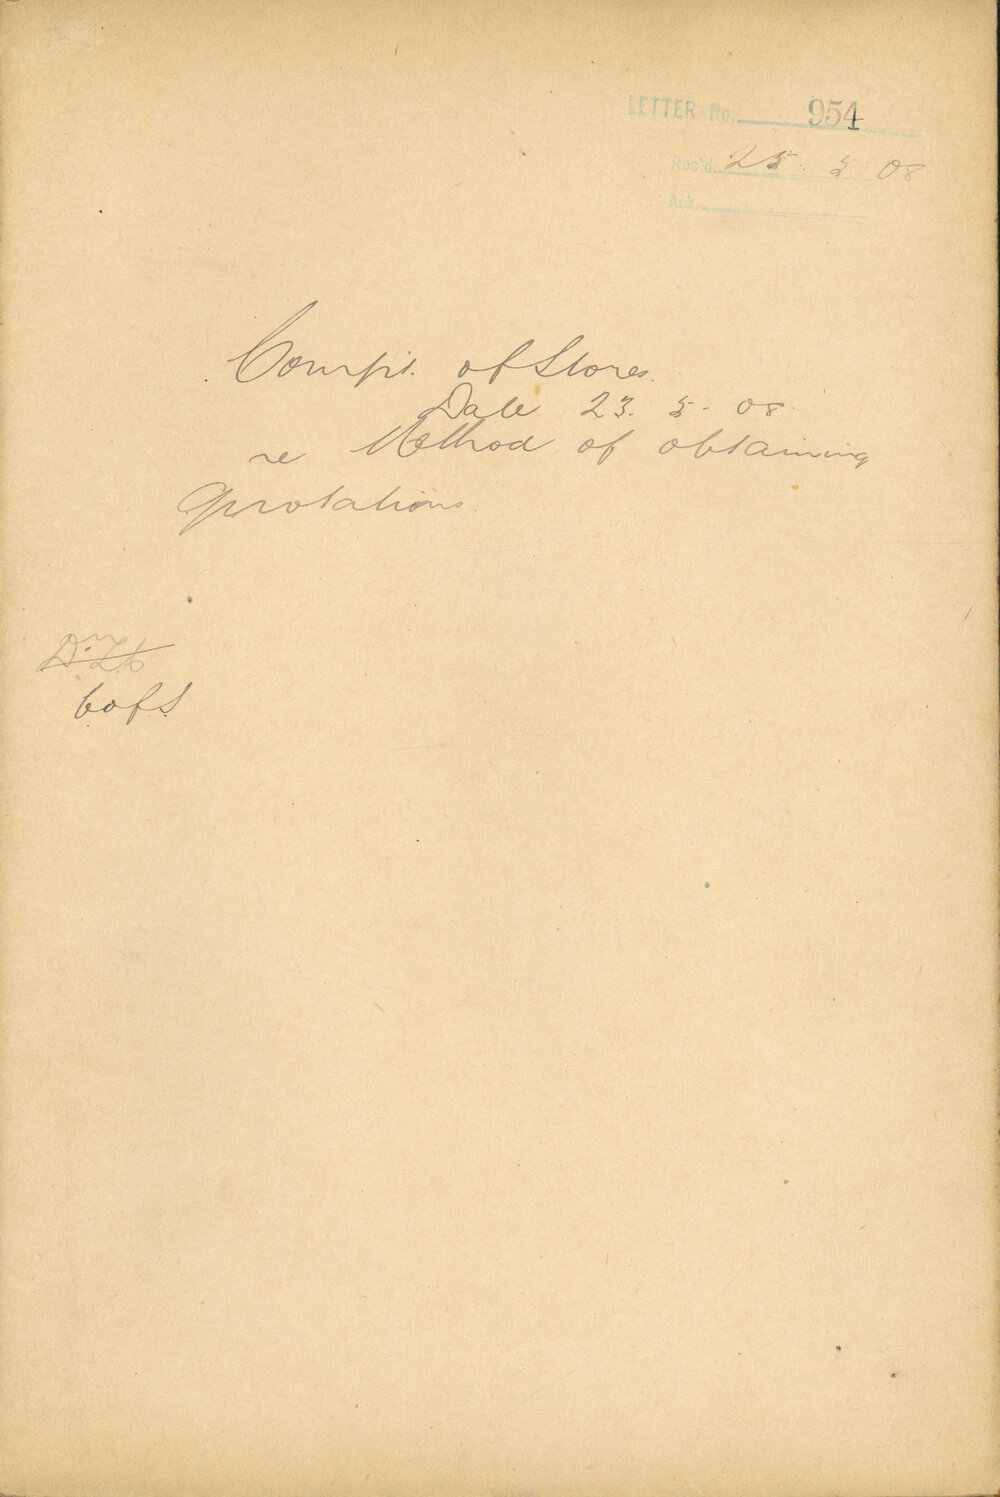 LETTER No. 954
Rec'd. 25. 5 08
Ack.
Compt. of Stores.
Date 23. 5. 08.
re Method of obtaining
quotations.
C of S